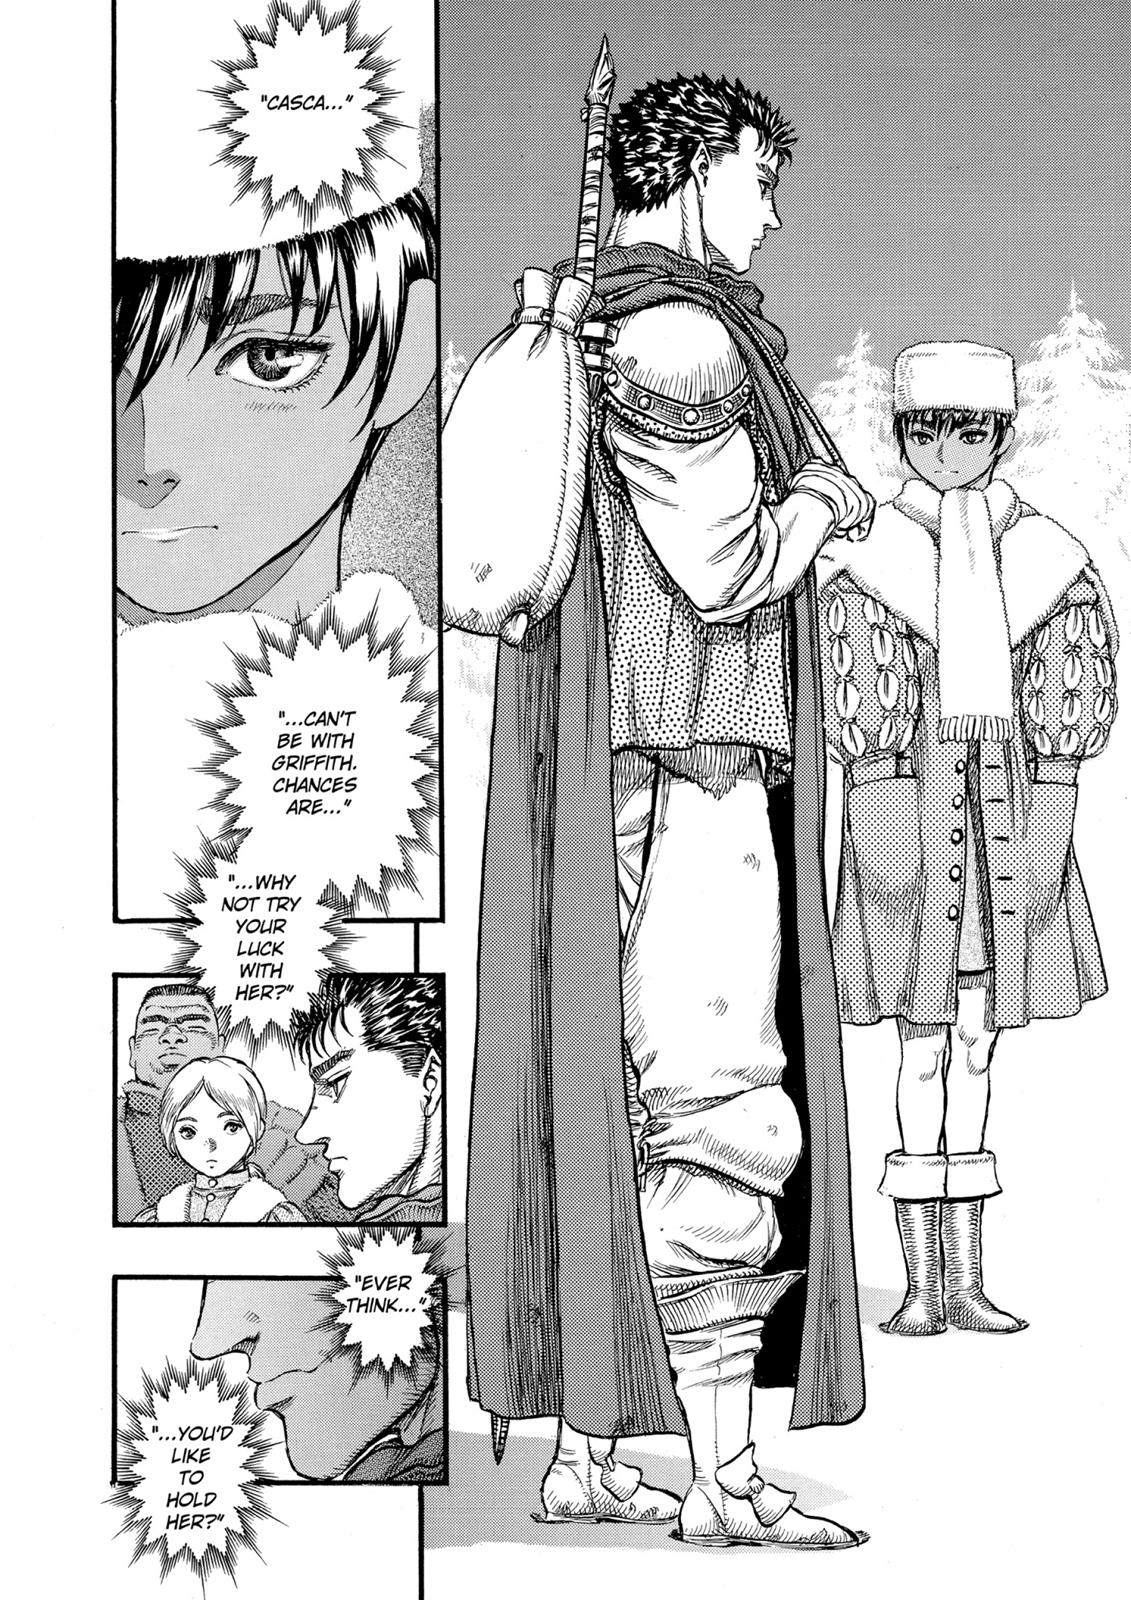 "CASCA..."
"...CAN'T
BE WITH
GRIFFITH.
CHANCES
ARE..."
"...WHY
NOT TRY
YOUR
LUCK
WITH
HER?"
"EVER
THINK..."
"...YOU'D
LIKE
TO
HOLD
HER?"